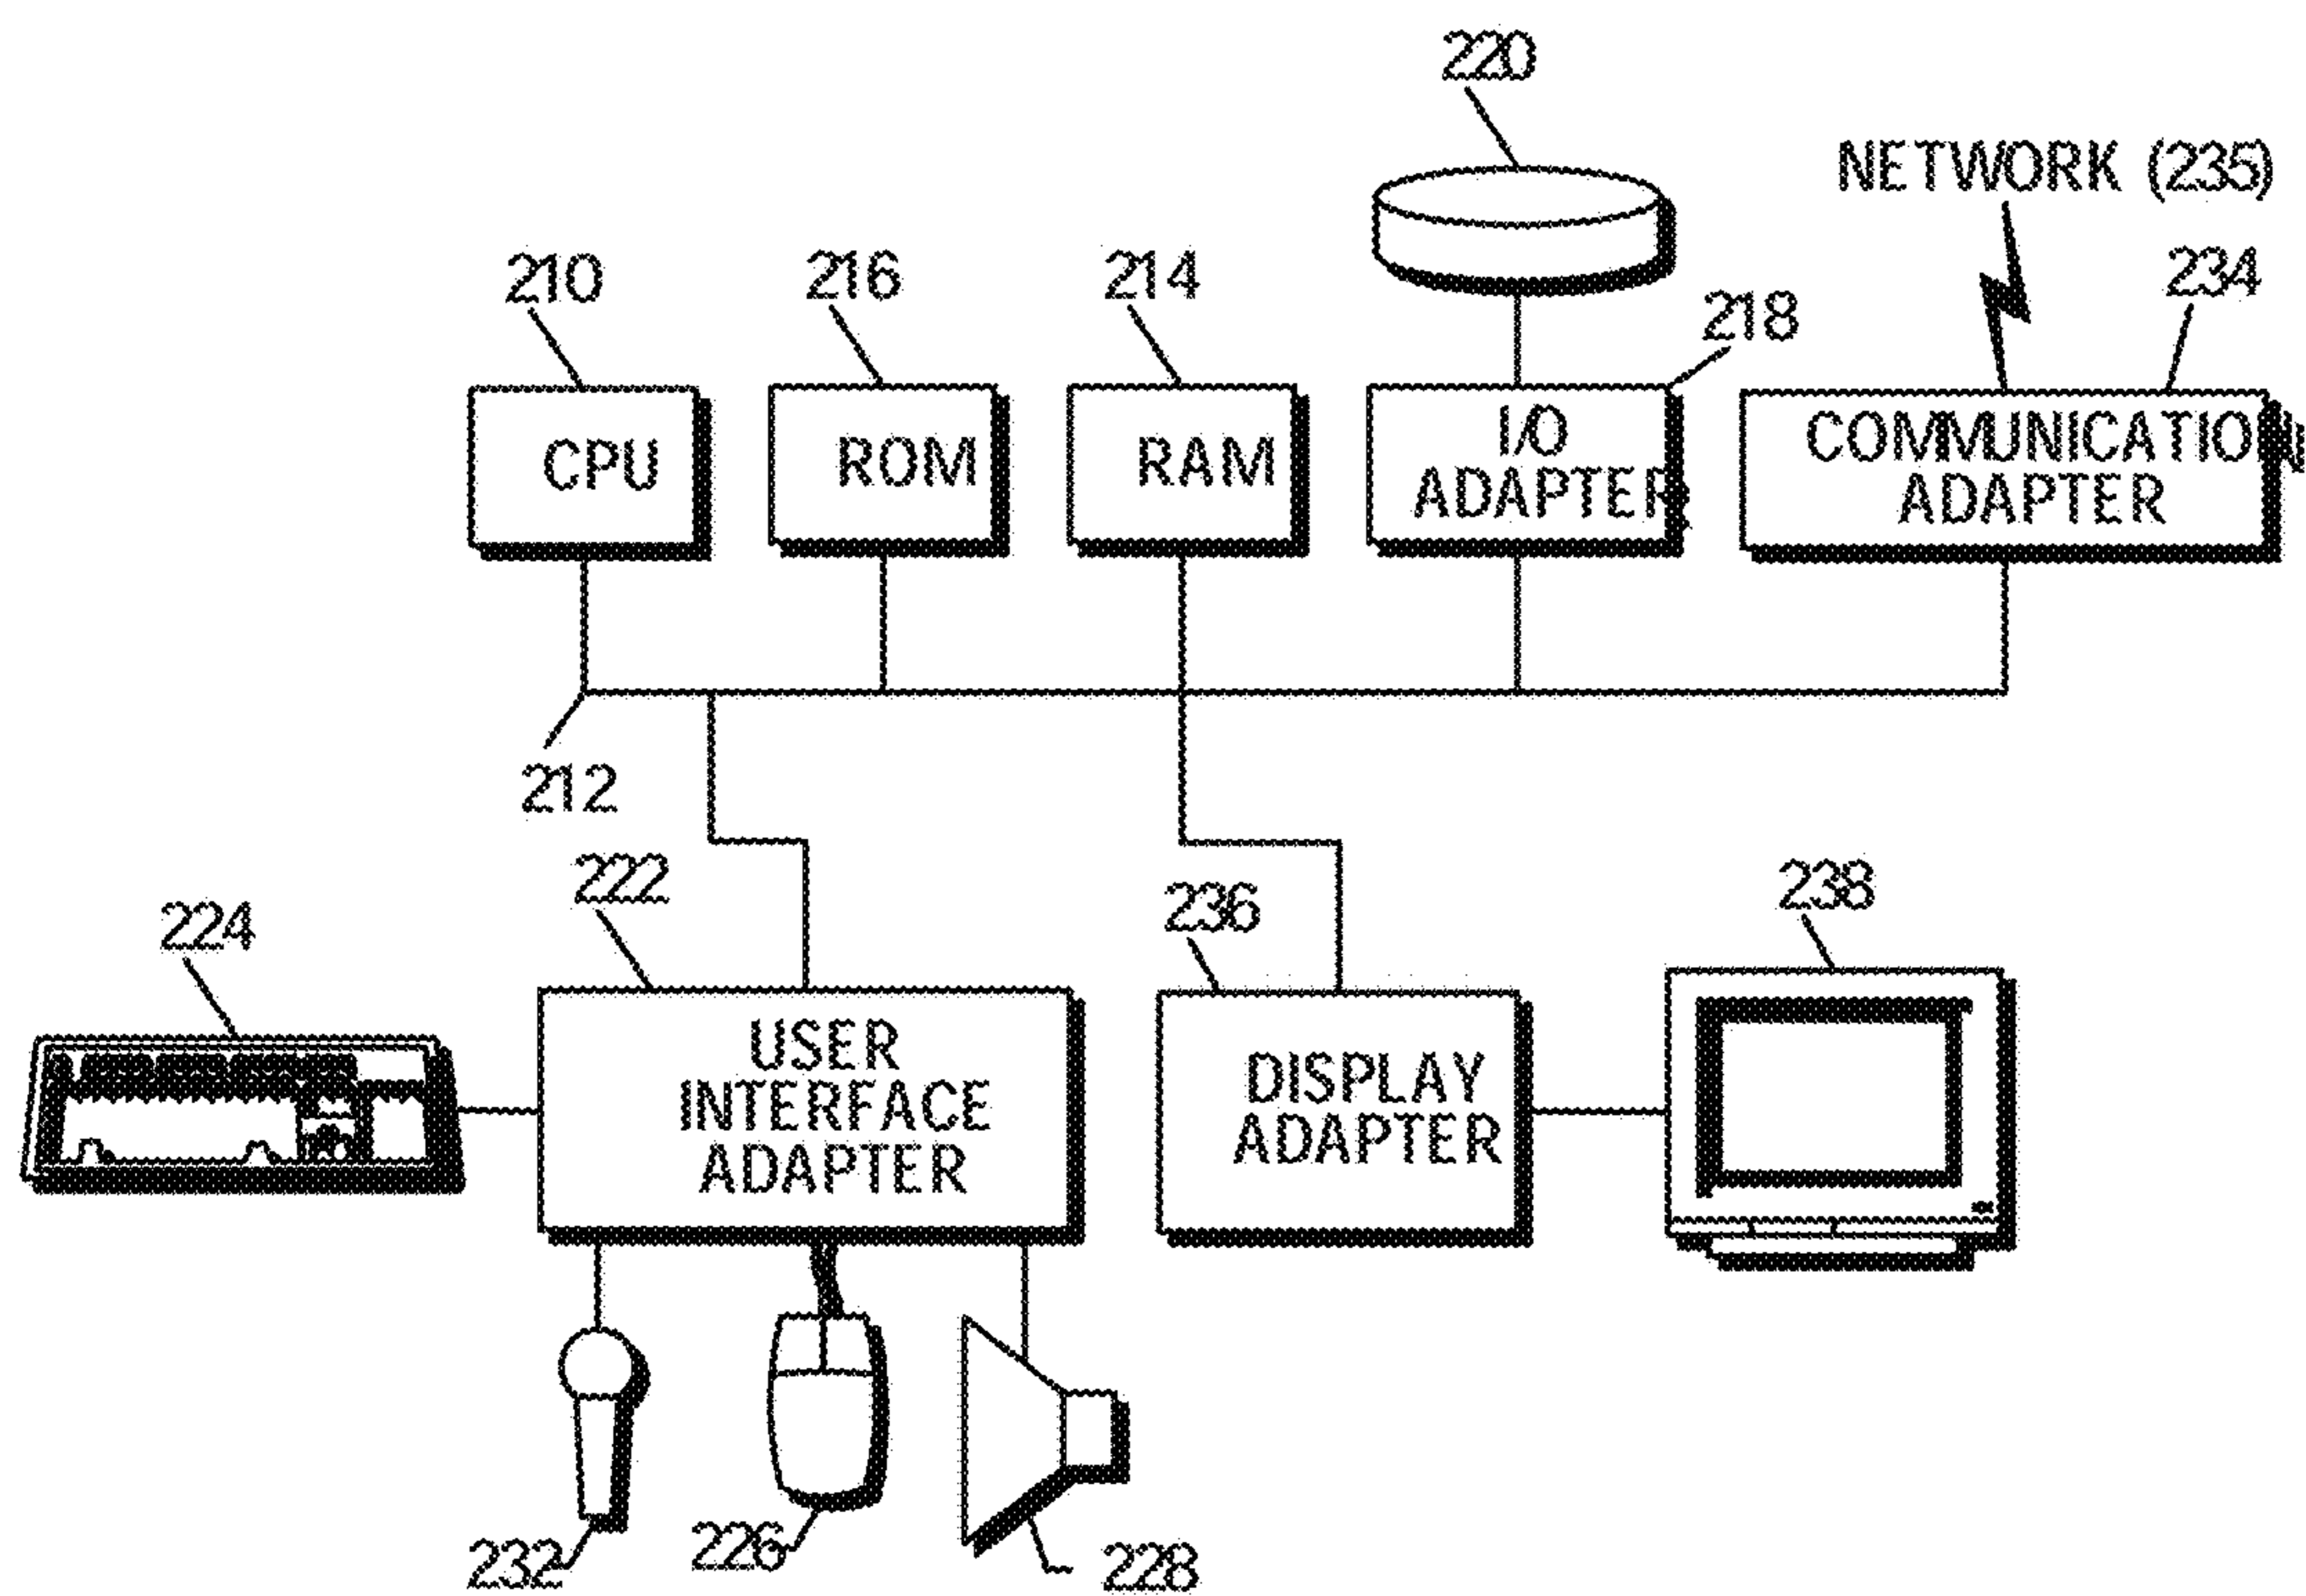 220
NETWORK (235)
210
216
214
218
234
CPU
ROM
RAM
I/O
ADAPTER
COMMUNICATION
ADAPTER
212
222
224
236
238
USER
INTERFACE
ADAPTER
DISPLAY
ADAPTER
232
226
228